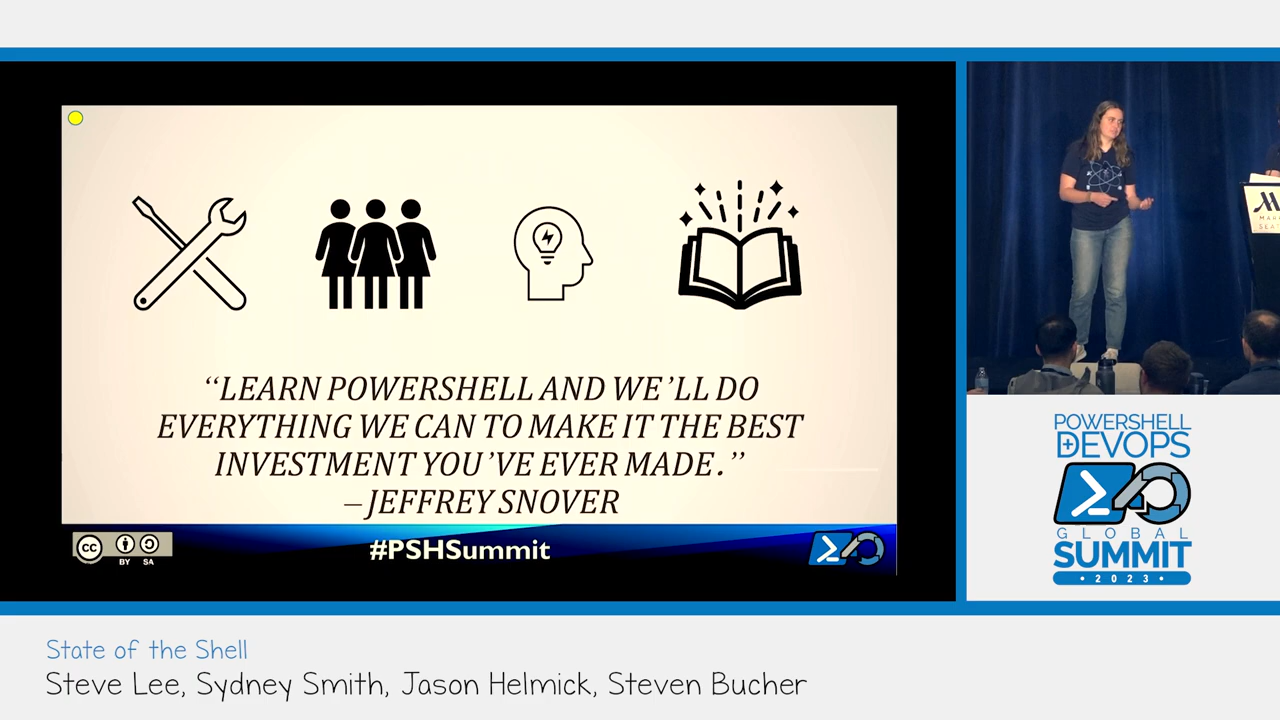 “LEARN POWERSHELL AND WE’LL DO
EVERYTHING WE CAN TO MAKE IT THE BEST
INVESTMENT YOU’VE EVER MADE.”
–JEFFREY SNOVER
cc
BY SA
#PSHSummit
POWERSHELL
+DEVOPS
GLOBAL
SUMMIT
• 2023 •
State of the Shell
Steve Lee, Sydney Smith, Jason Helmick, Steven Bucher